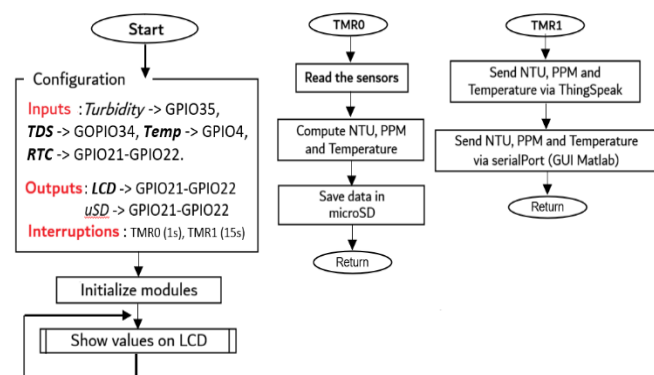 Start
Configuration
Inputs : Turbidity -> GPIO35,
TDS -> GOPIO34, Temp -> GPIO4,
RTC -> GPIO21-GPIO22.
Outputs: LCD -> GPIO21-GPIO22
uSD -> GPIO21-GPIO22
Interruptions : TMR0 (1s), TMR1 (15s)
Initialize modules
Show values on LCD
TMR0
Read the sensors
Compute NTU, PPM
and Temperature
Save data in
microSD
Return
TMR1
Send NTU, PPM and
Temperature via ThingSpeak
Send NTU, PPM and Temperature
via serialPort (GUI Matlab)
Return